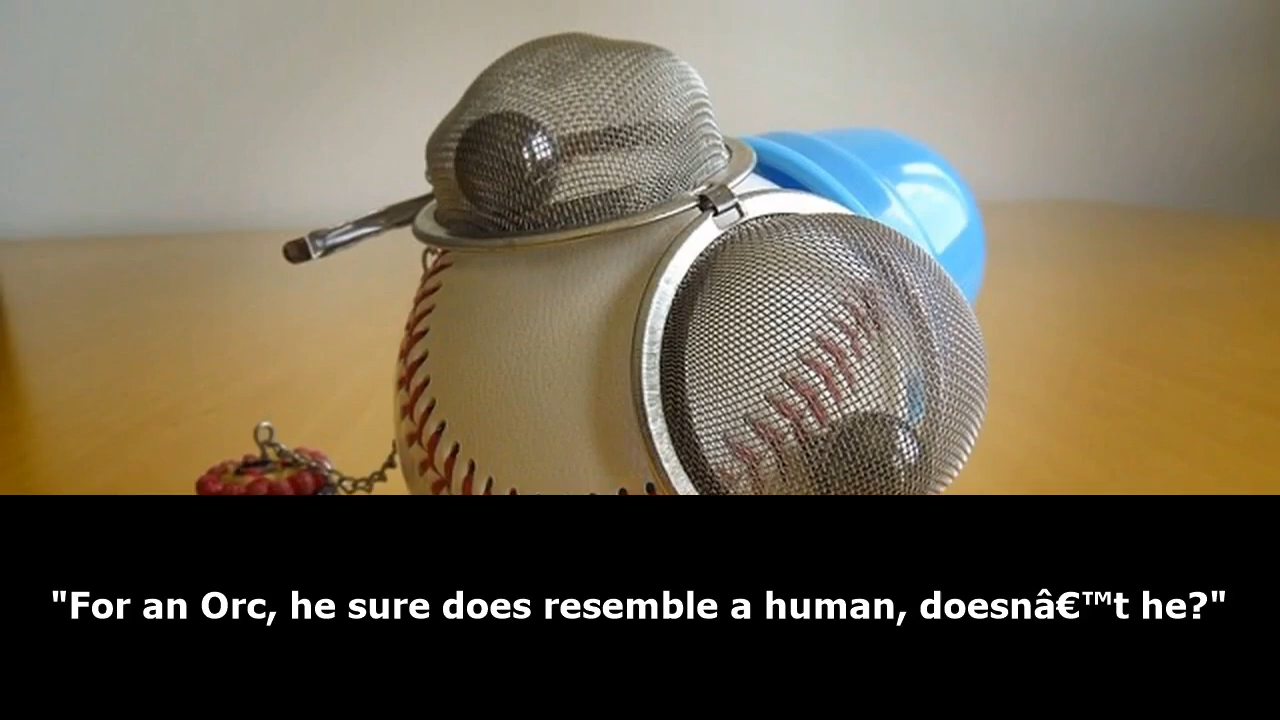 "For an Orc, he sure does resemble a human, doesnâ€™t he?"